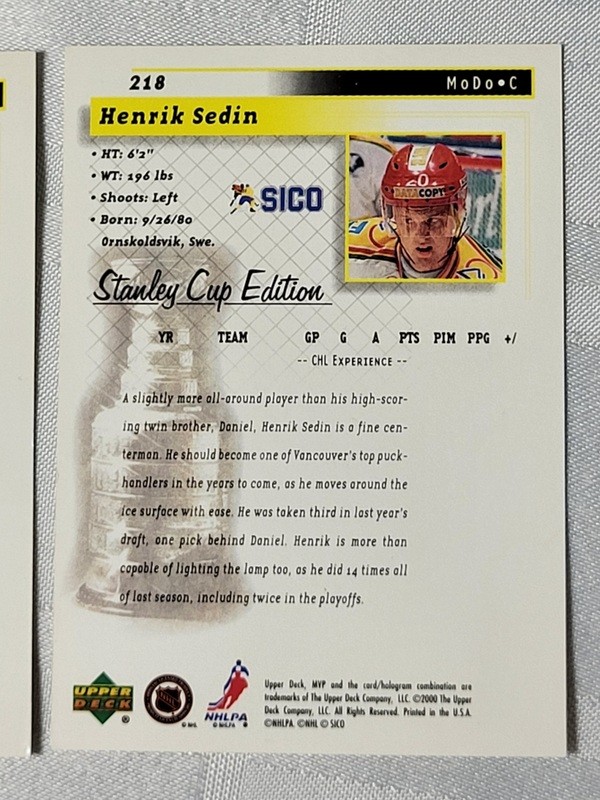 218
MoDo•C
Henrik Sedin
• HT: 6'2"
• WT: 196 lbs
• Shoots: Left
• Born: 9/26/80
Ornskoldsvik, Swe.
SICO
20
DATACOPY
Stanley Cup Edition
YR TEAM GP G A PTS PIM PPG +/
-- CHL Experience --
A slightly more all-around player than his high-scor-
ing twin brother, Daniel, Henrik Sedin is a fine cen-
terman. He should become one of Vancouver's top puck-
handlers in the years to come, as he moves around the
ice surface with ease. He was taken third in last year's
draft, one pick behind Daniel. Henrik is more than
capable of lighting the lamp too, as he did 14 times all
of last season, including twice in the playoffs.
UPPER
DECK
®
NHL
© NHL
NHLPA
© NHLPA ®
Upper Deck, MVP and the card/hologram combination are
trademarks of The Upper Deck Company, LLC. ©2000 The Upper
Deck Company, LLC. All Rights Reserved. Printed in the U.S.A.
©NHLPA. ©NHL © SICO